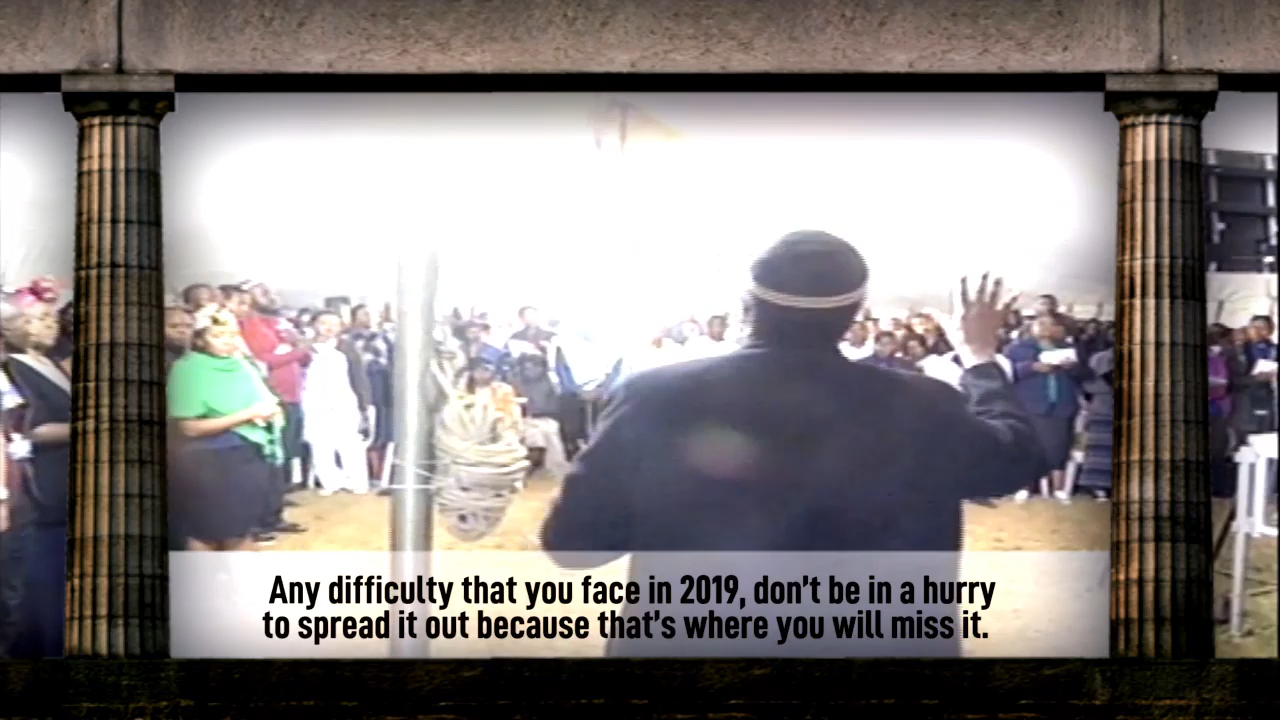 Any difficulty that you face in 2019, don't be in a hurry
to spread it out because that's where you will miss it.